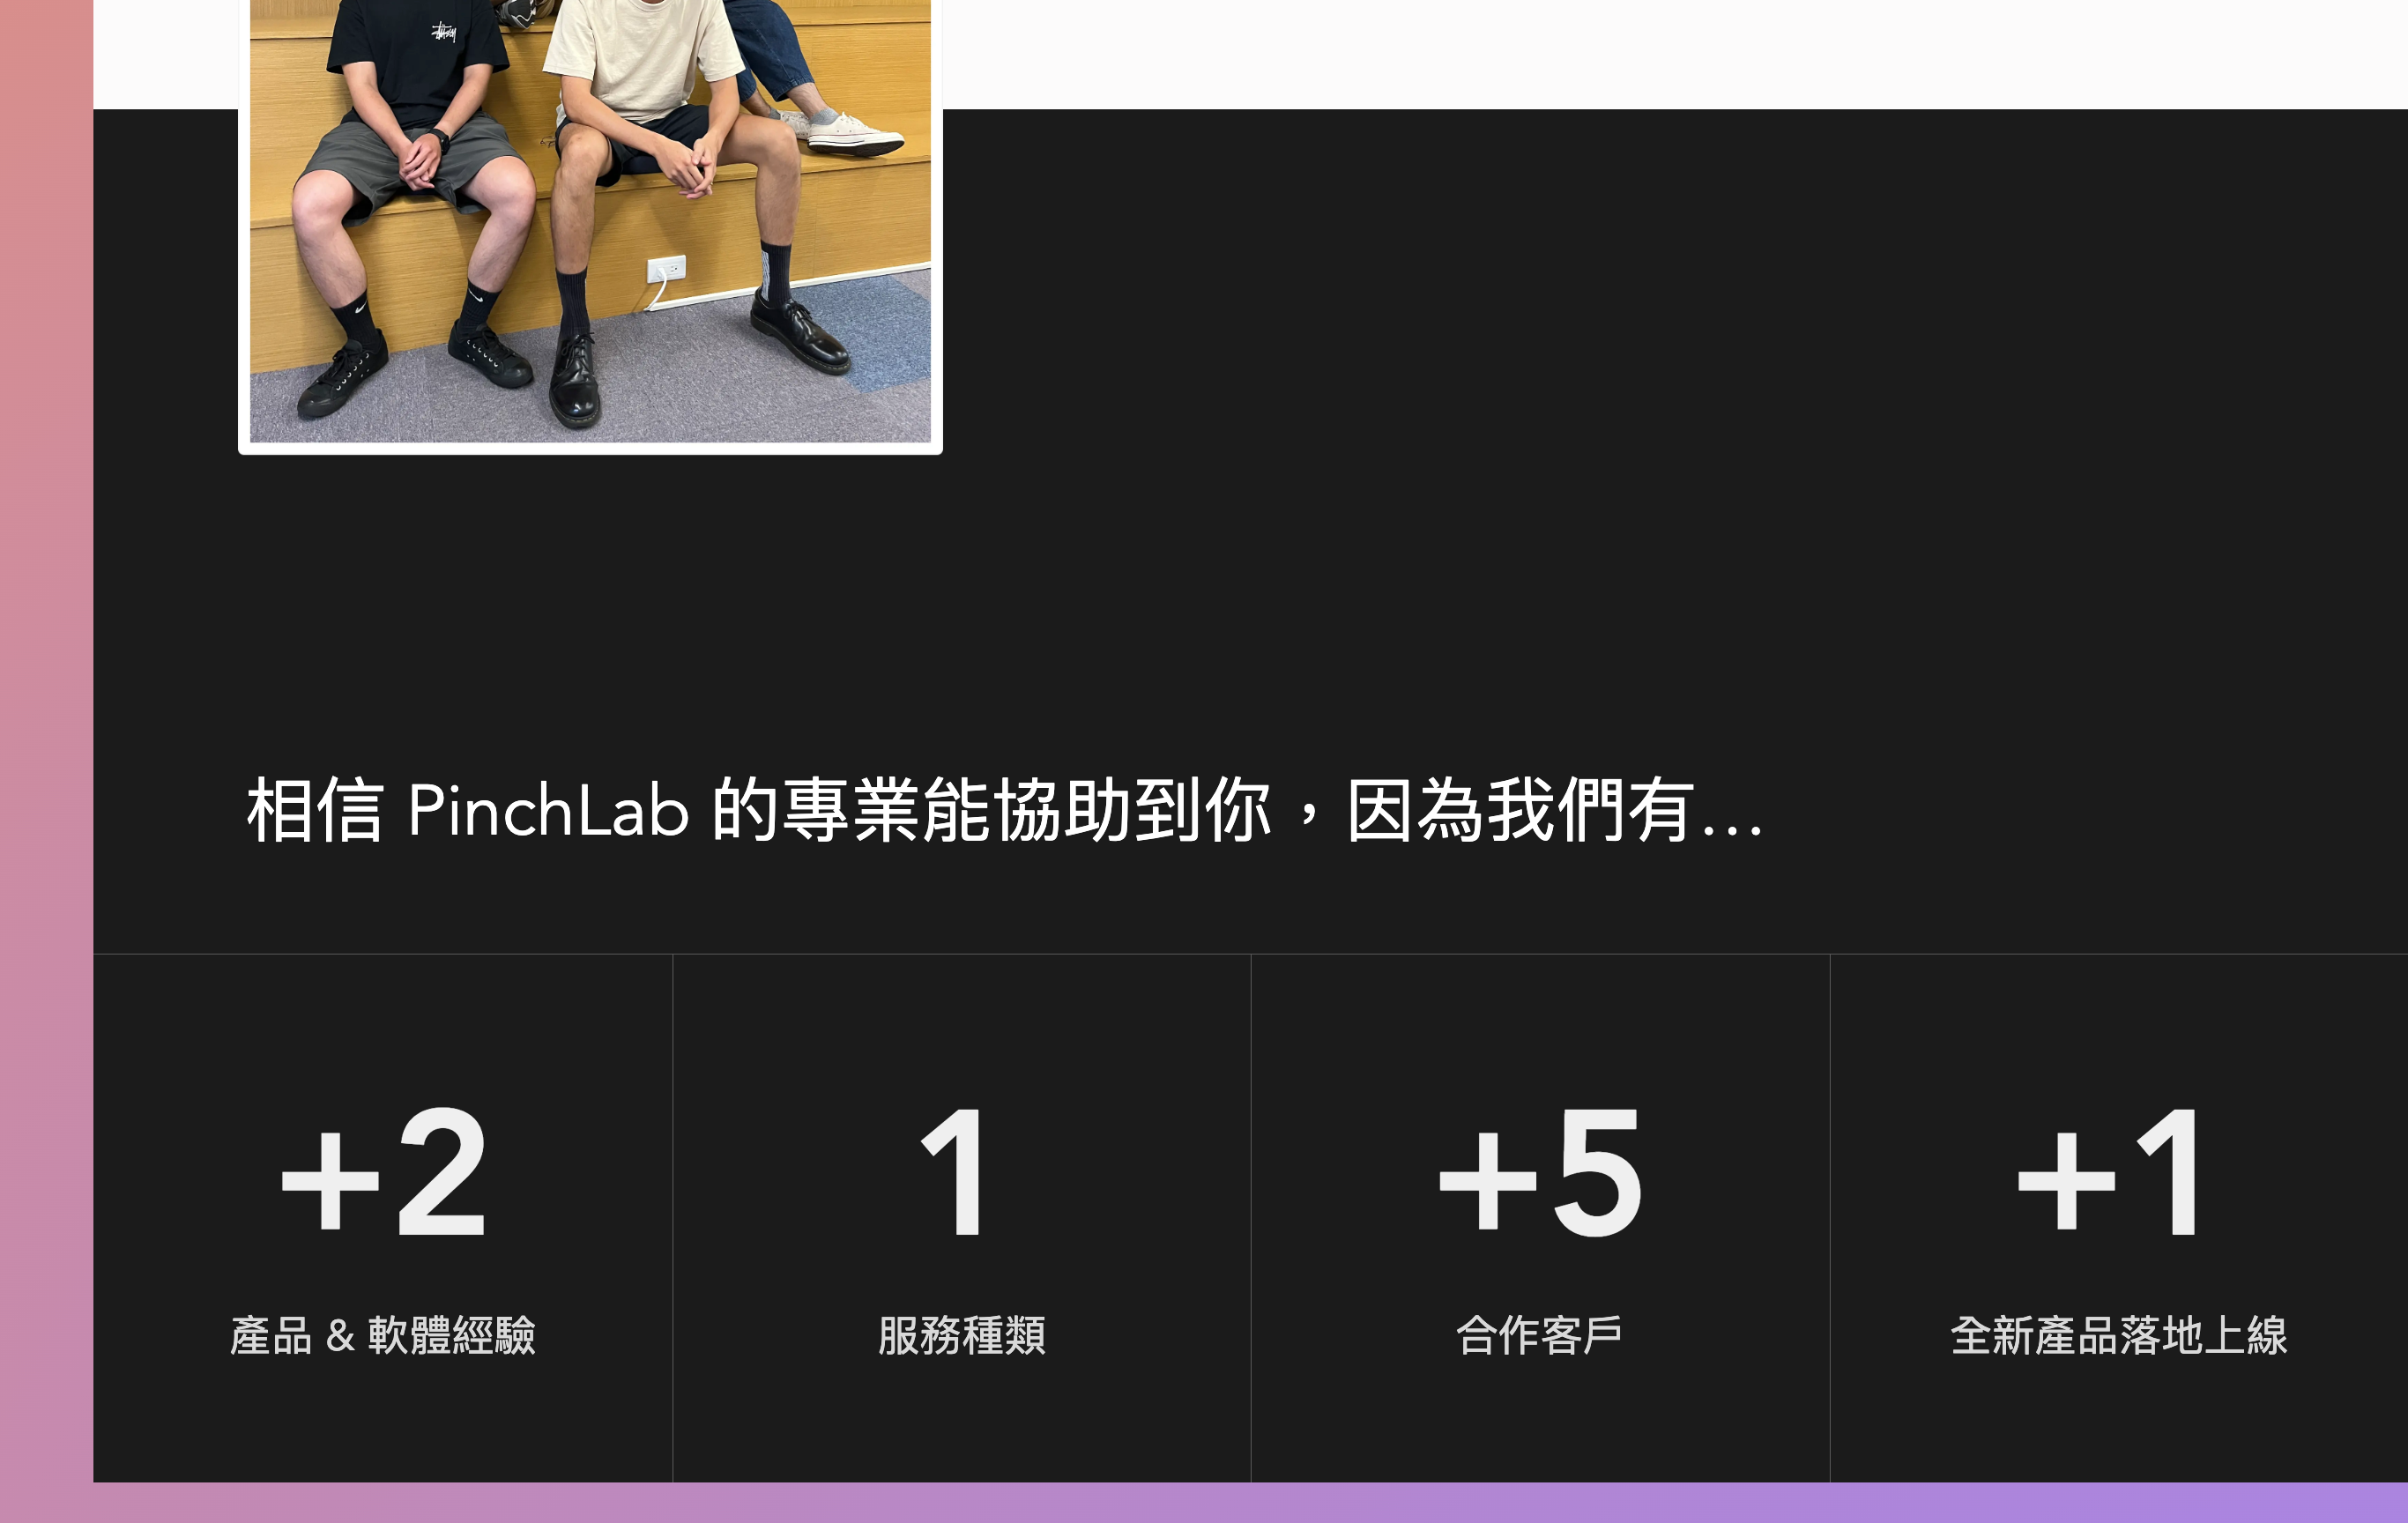 相信 PinchLab 的專業能協助到你，因為我們有...
+2
1
+5
+1
產品 & 軟體經驗
服務種類
合作客戶
全新產品落地上線